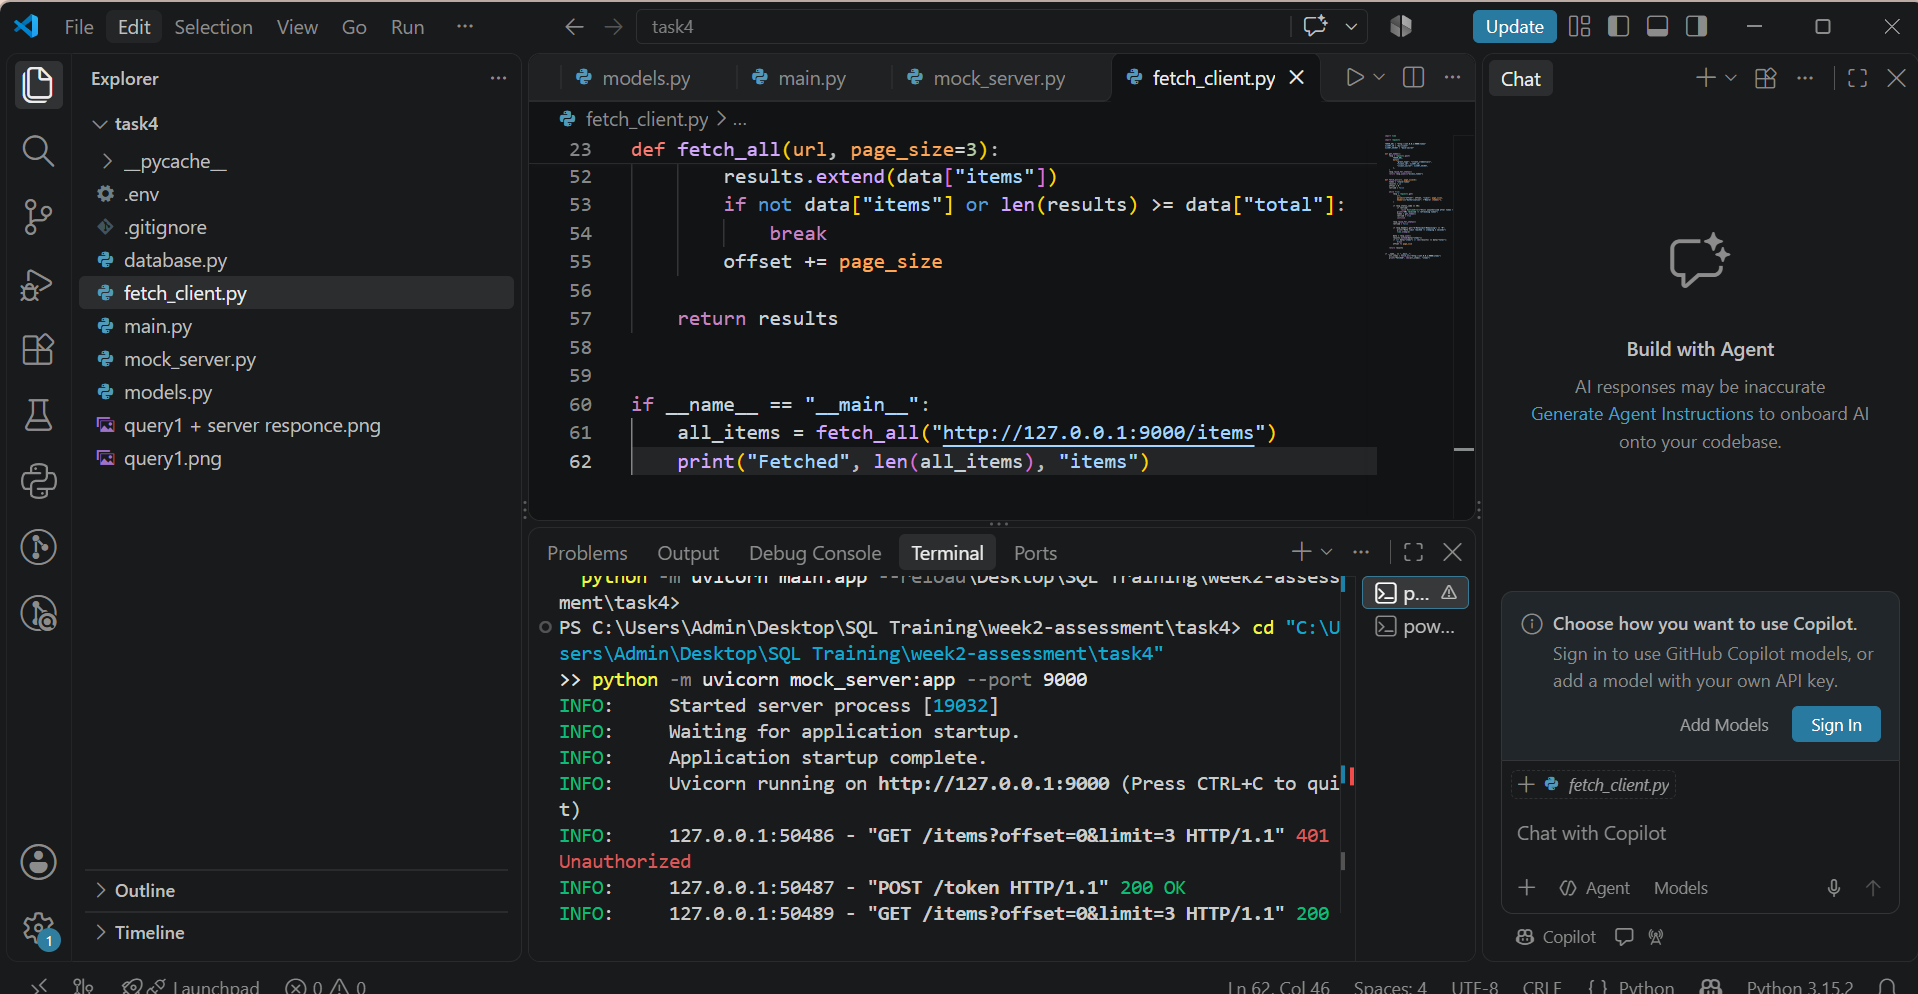 File Edit Selection View Go Run ··· task4 Update
Explorer ···
task4
__pycache__
.env
.gitignore
database.py
fetch_client.py
main.py
mock_server.py
models.py
query1 + server responce.png
query1.png
Outline
Timeline
1
models.py main.py mock_server.py fetch_client.py
fetch_client.py > ...
23 def fetch_all(url, page_size=3):
52 results.extend(data["items"])
53 if not data["items"] or len(results) >= data["total"]:
54 break
55 offset += page_size
56
57 return results
58
59
60 if __name__ == "__main__":
61 all_items = fetch_all("http://127.0.0.1:9000/items")
62 print("Fetched", len(all_items), "items")
Problems Output Debug Console Terminal Ports
python -m uvicorn main.app --reload\Desktop\SQL Training\week2-assess
ment\task4>
PS C:\Users\Admin\Desktop\SQL Training\week2-assessment\task4> cd "C:\U
sers\Admin\Desktop\SQL Training\week2-assessment\task4"
>> python -m uvicorn mock_server:app --port 9000
INFO: Started server process [19032]
INFO: Waiting for application startup.
INFO: Application startup complete.
INFO: Uvicorn running on http://127.0.0.1:9000 (Press CTRL+C to qui
t)
INFO: 127.0.0.1:50486 - "GET /items?offset=0&limit=3 HTTP/1.1" 401
Unauthorized
INFO: 127.0.0.1:50487 - "POST /token HTTP/1.1" 200 OK
INFO: 127.0.0.1:50489 - "GET /items?offset=0&limit=3 HTTP/1.1" 200
p...
pow...
Chat
Build with Agent
AI responses may be inaccurate
Generate Agent Instructions to onboard AI
onto your codebase.
Choose how you want to use Copilot.
Sign in to use GitHub Copilot models, or
add a model with your own API key.
Add Models Sign In
fetch_client.py
Chat with Copilot
Agent Models
Copilot
Launchpad 0 0 Ln 62, Col 46 Spaces: 4 UTF-8 CRLF { } Python Python 3.15.2